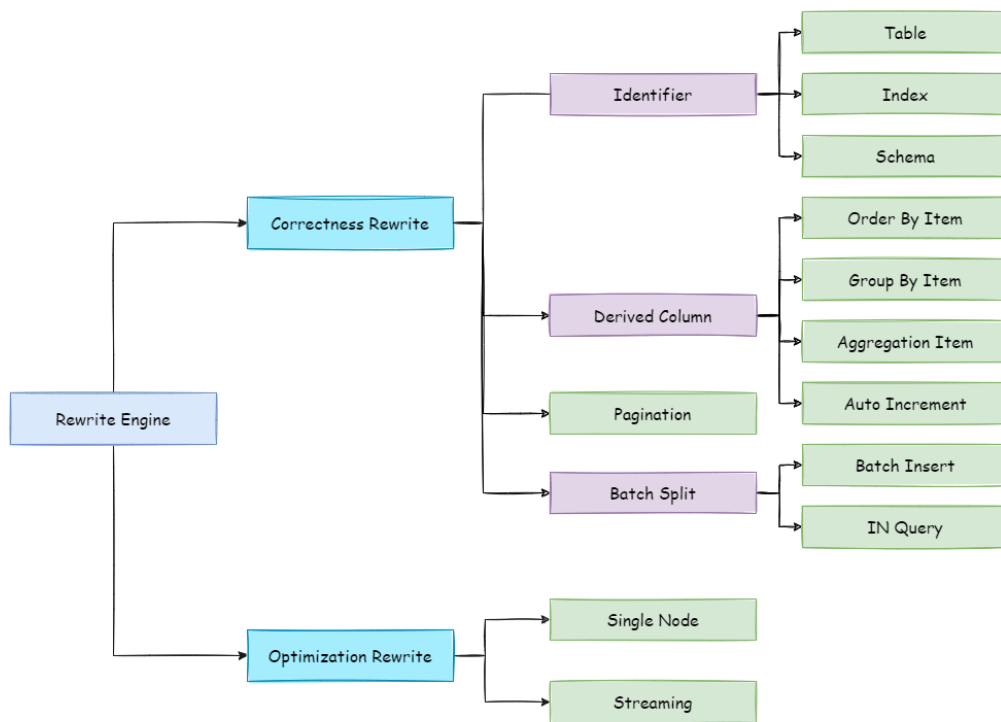 Rewrite Engine
Correctness Rewrite
Identifier
Table
Index
Schema
Derived Column
Order By Item
Group By Item
Aggregation Item
Auto Increment
Pagination
Batch Split
Batch Insert
IN Query
Optimization Rewrite
Single Node
Streaming